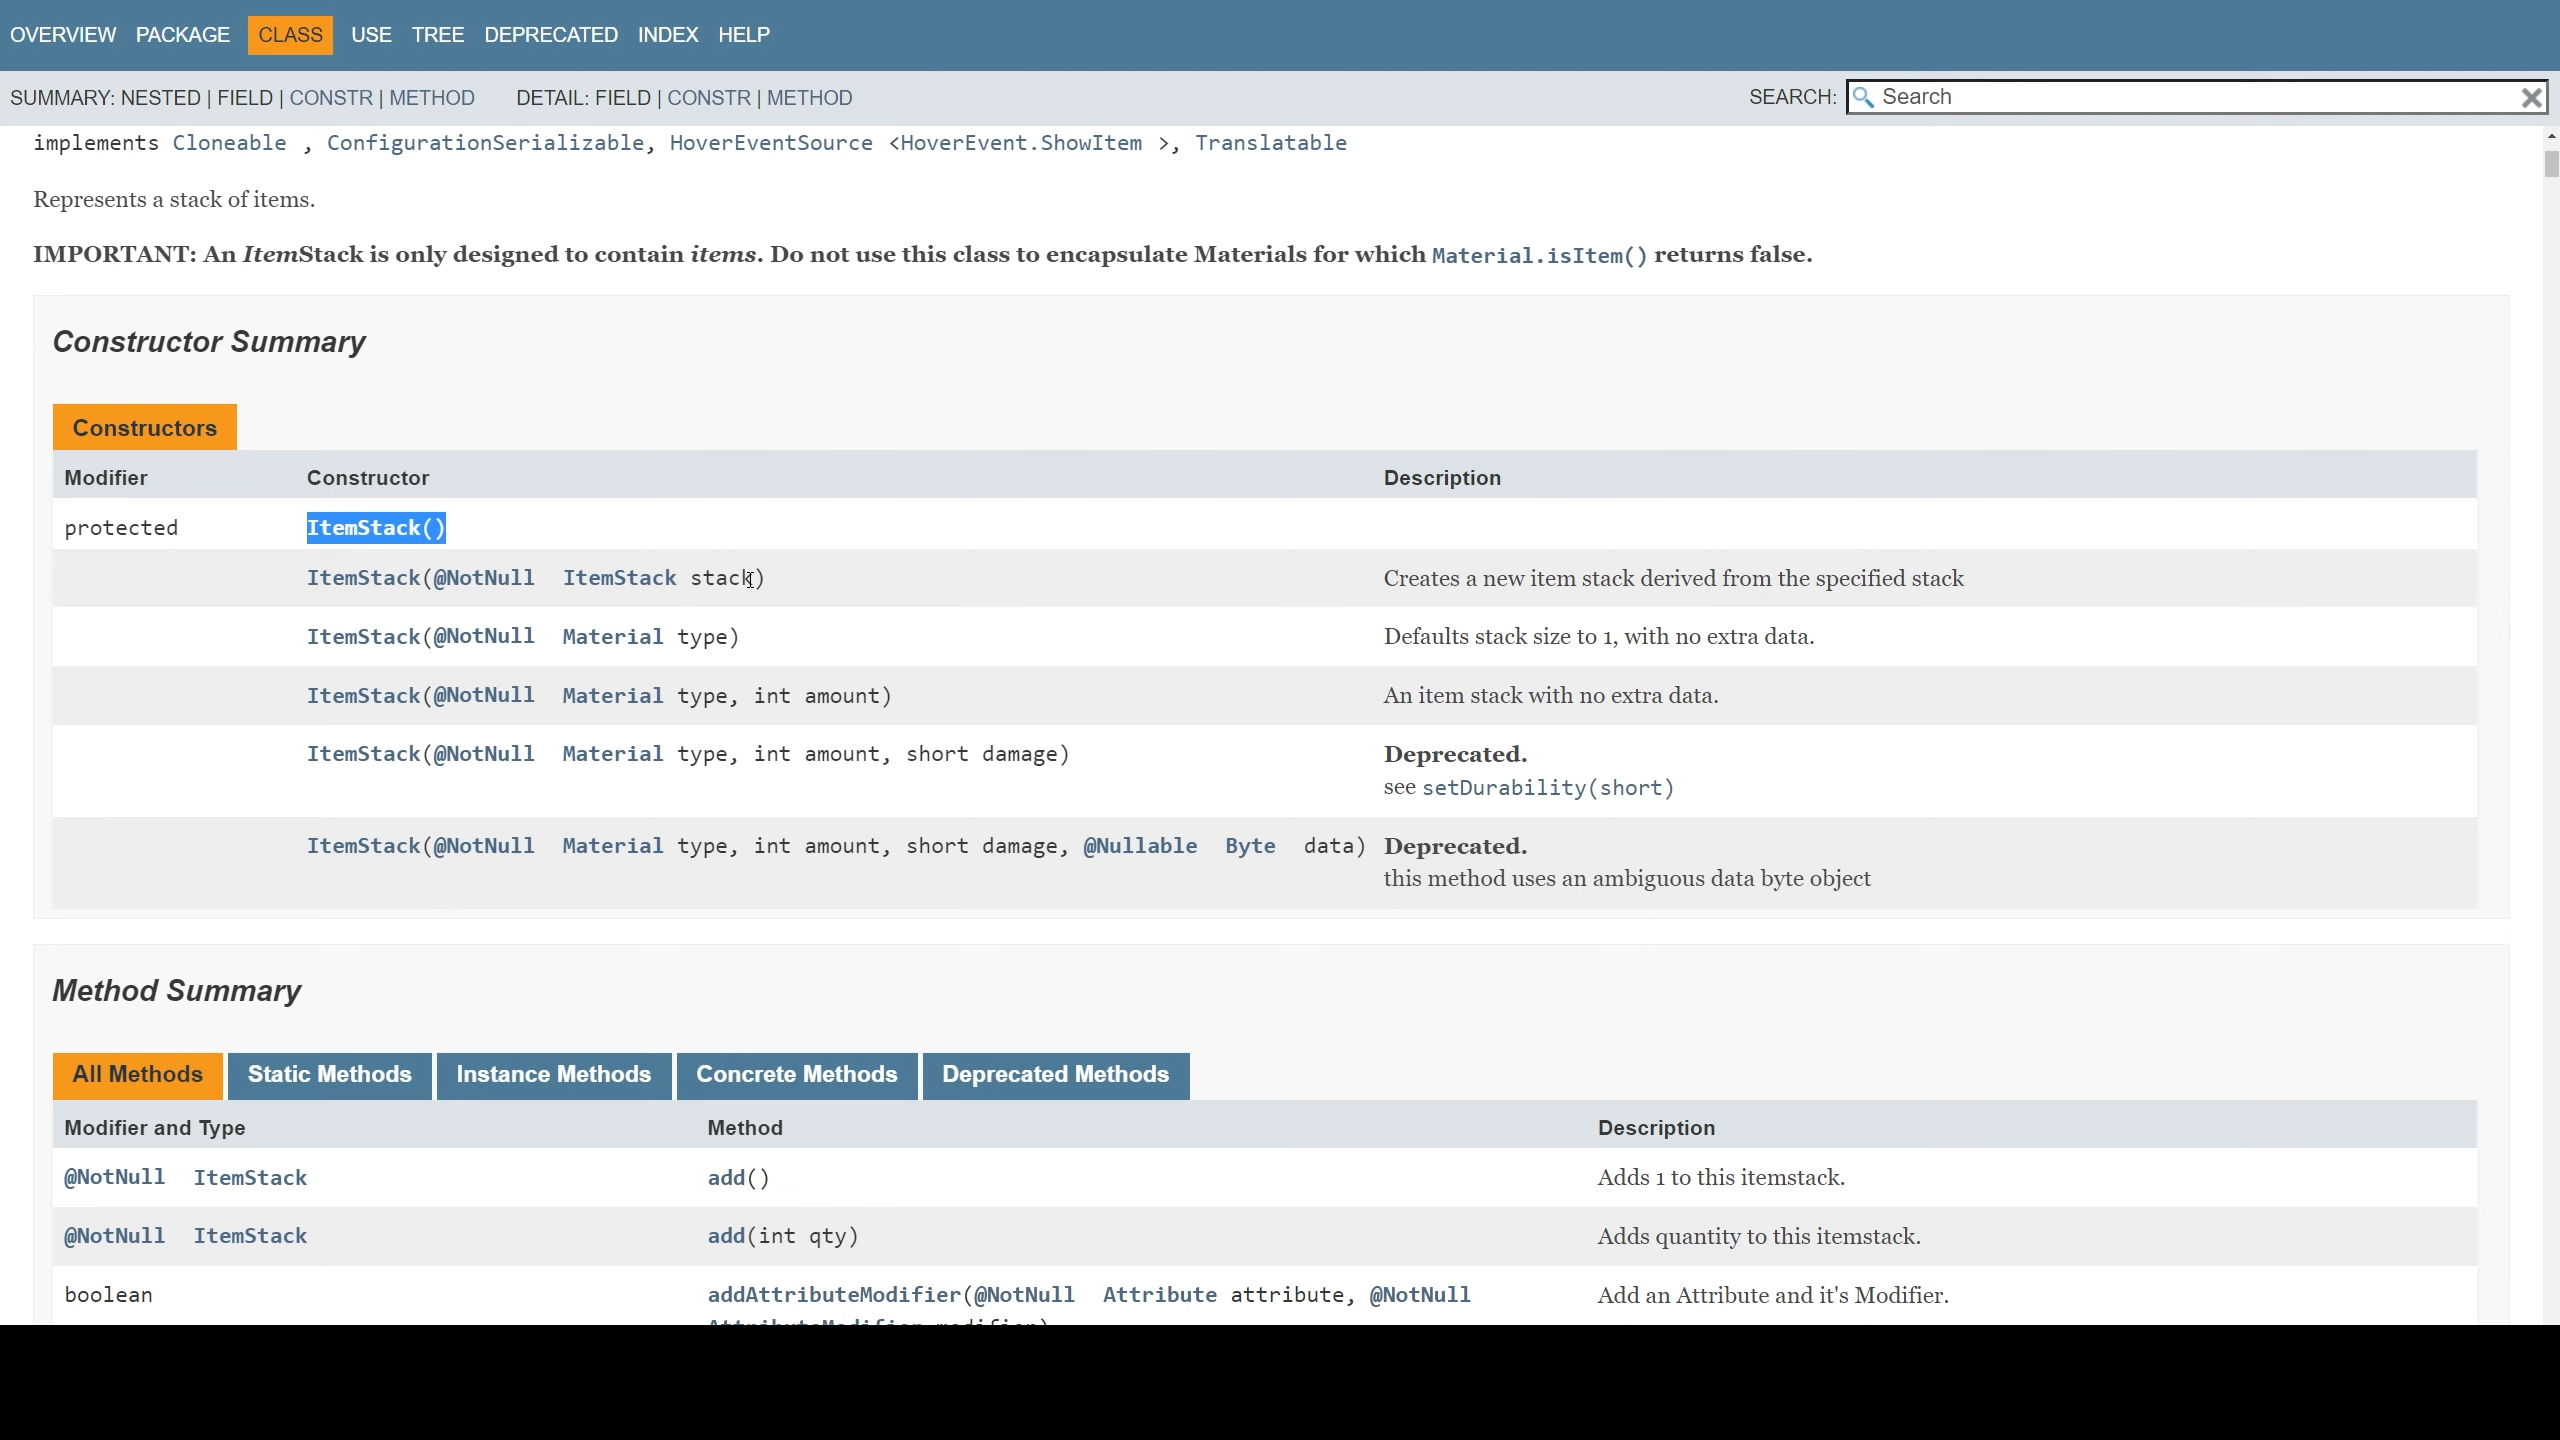 OVERVIEW PACKAGE CLASS USE TREE DEPRECATED INDEX HELP
SUMMARY: NESTED | FIELD | CONSTR | METHOD DETAIL: FIELD | CONSTR | METHOD SEARCH: Search
implements Cloneable , ConfigurationSerializable, HoverEventSource <HoverEvent.ShowItem >, Translatable
Represents a stack of items.
IMPORTANT: An ItemStack is only designed to contain items. Do not use this class to encapsulate Materials for which Material.isItem() returns false.
Constructor Summary
Constructors
Modifier Constructor Description
protected ItemStack()
ItemStack(@NotNull ItemStack stack) Creates a new item stack derived from the specified stack
ItemStack(@NotNull Material type) Defaults stack size to 1, with no extra data.
ItemStack(@NotNull Material type, int amount) An item stack with no extra data.
ItemStack(@NotNull Material type, int amount, short damage) Deprecated.
see setDurability(short)
ItemStack(@NotNull Material type, int amount, short damage, @Nullable Byte data) Deprecated.
this method uses an ambiguous data byte object
Method Summary
All Methods Static Methods Instance Methods Concrete Methods Deprecated Methods
Modifier and Type Method Description
@NotNull ItemStack add() Adds 1 to this itemstack.
@NotNull ItemStack add(int qty) Adds quantity to this itemstack.
boolean addAttributeModifier(@NotNull Attribute attribute, @NotNull Add an Attribute and it's Modifier.
AttributeModifier modifier)